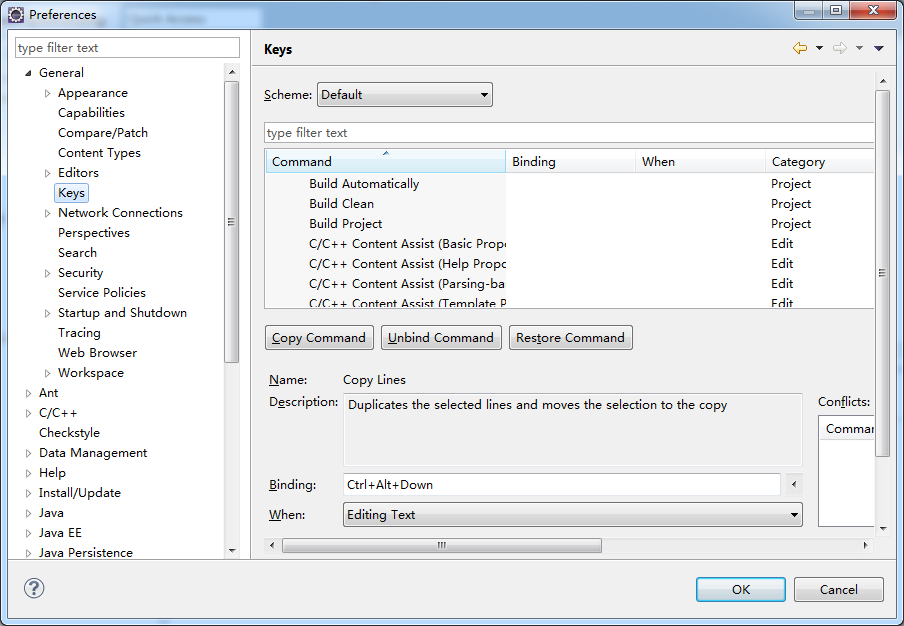 Preferences
Quick Access
type filter text
General
Appearance
Capabilities
Compare/Patch
Content Types
Editors
Keys
Network Connections
Perspectives
Search
Security
Service Policies
Startup and Shutdown
Tracing
Web Browser
Workspace
Ant
C/C++
Checkstyle
Data Management
Help
Install/Update
Java
Java EE
Java Persistence
Keys
Scheme: Default
type filter text
Command Binding When Category
Build Automatically Project
Build Clean Project
Build Project Project
C/C++ Content Assist (Basic Propo Edit
C/C++ Content Assist (Help Propo Edit
C/C++ Content Assist (Parsing-ba Edit
C/C++ Content Assist (Template P Edit
Copy Command Unbind Command Restore Command
Name: Copy Lines
Description: Duplicates the selected lines and moves the selection to the copy
Conflicts:
Comman
Binding: Ctrl+Alt+Down
When: Editing Text
OK Cancel